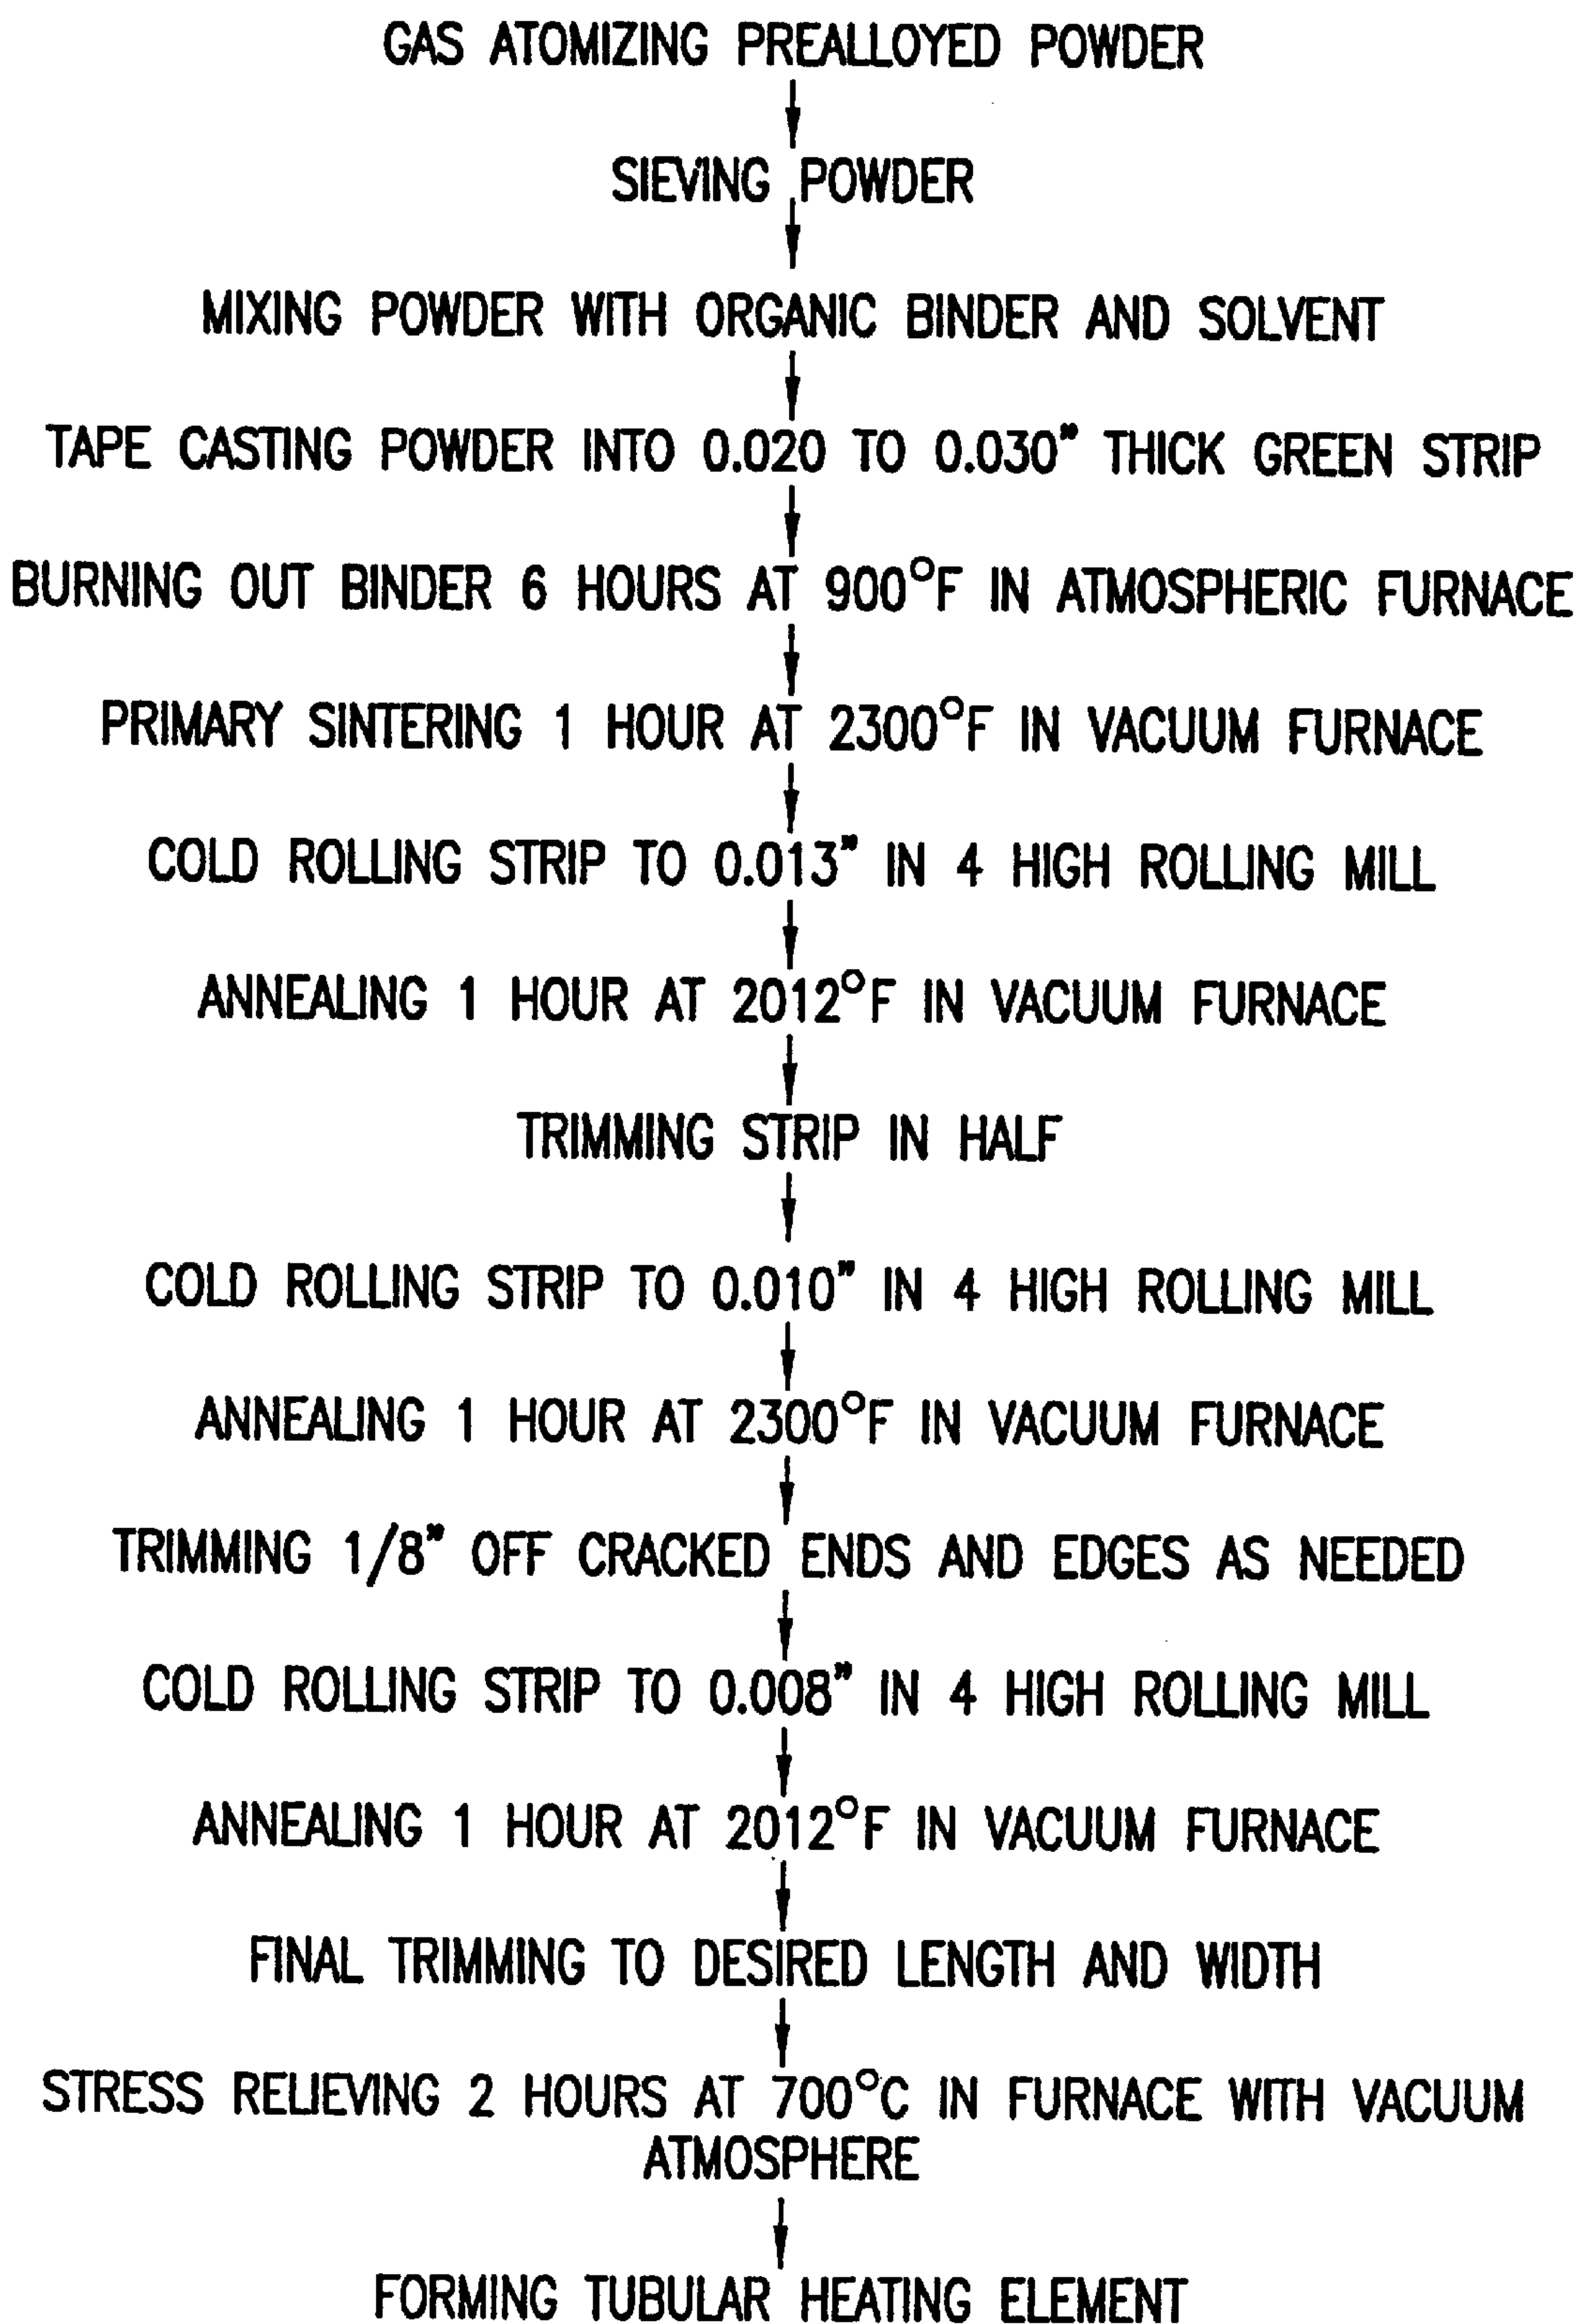 GAS ATOMIZING PREALLOYED POWDER
SIEVING POWDER
MIXING POWDER WITH ORGANIC BINDER AND SOLVENT
TAPE CASTING POWDER INTO 0.020 TO 0.030" THICK GREEN STRIP
BURNING OUT BINDER 6 HOURS AT 900°F IN ATMOSPHERIC FURNACE
PRIMARY SINTERING 1 HOUR AT 2300°F IN VACUUM FURNACE
COLD ROLLING STRIP TO 0.013" IN 4 HIGH ROLLING MILL
ANNEALING 1 HOUR AT 2012°F IN VACUUM FURNACE
TRIMMING STRIP IN HALF
COLD ROLLING STRIP TO 0.010" IN 4 HIGH ROLLING MILL
ANNEALING 1 HOUR AT 2300°F IN VACUUM FURNACE
TRIMMING 1/8" OFF CRACKED ENDS AND EDGES AS NEEDED
COLD ROLLING STRIP TO 0.008" IN 4 HIGH ROLLING MILL
ANNEALING 1 HOUR AT 2012°F IN VACUUM FURNACE
FINAL TRIMMING TO DESIRED LENGTH AND WIDTH
STRESS RELIEVING 2 HOURS AT 700°C IN FURNACE WITH VACUUM
ATMOSPHERE
FORMING TUBULAR HEATING ELEMENT